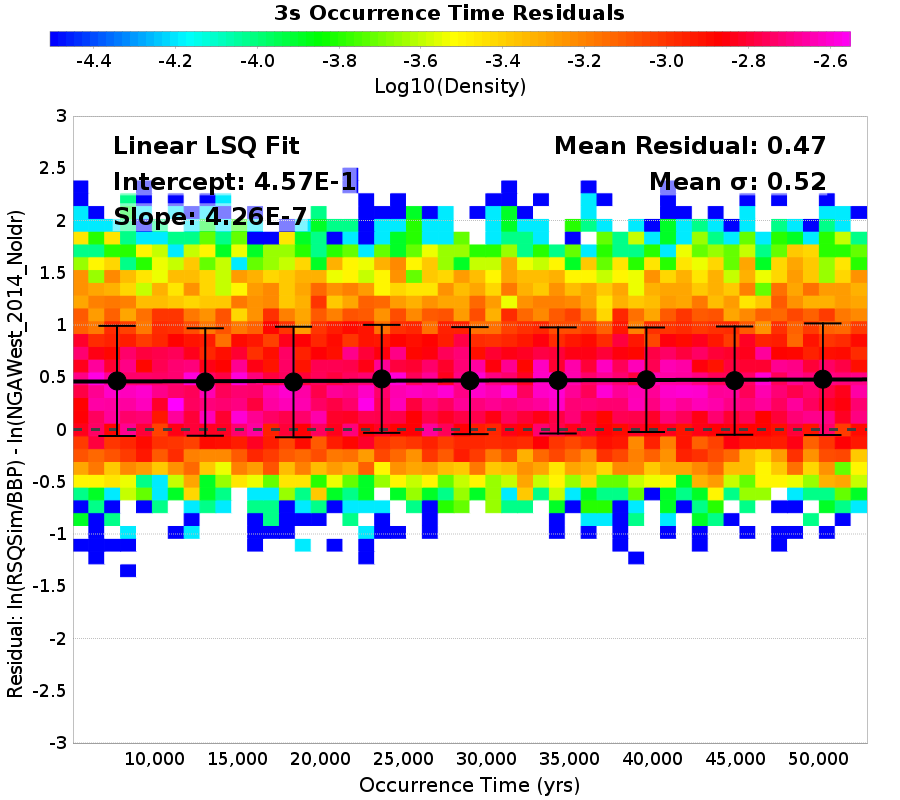 3s Occurrence Time Residuals
-4.4 -4.2 -4.0 -3.8 -3.6 -3.4 -3.2 -3.0 -2.8 -2.6
Log10(Density)
Linear LSQ Fit
Intercept: 4.57E-1
Slope: 4.26E-7
Mean Residual: 0.47
Mean σ: 0.52
Residual: ln(RSQSim/BBP) - ln(NGAWest_2014_NoIdr)
3
2.5
2
1.5
1
0.5
0
-0.5
-1
-1.5
-2
-2.5
-3
10,000 15,000 20,000 25,000 30,000 35,000 40,000 45,000 50,000
Occurrence Time (yrs)